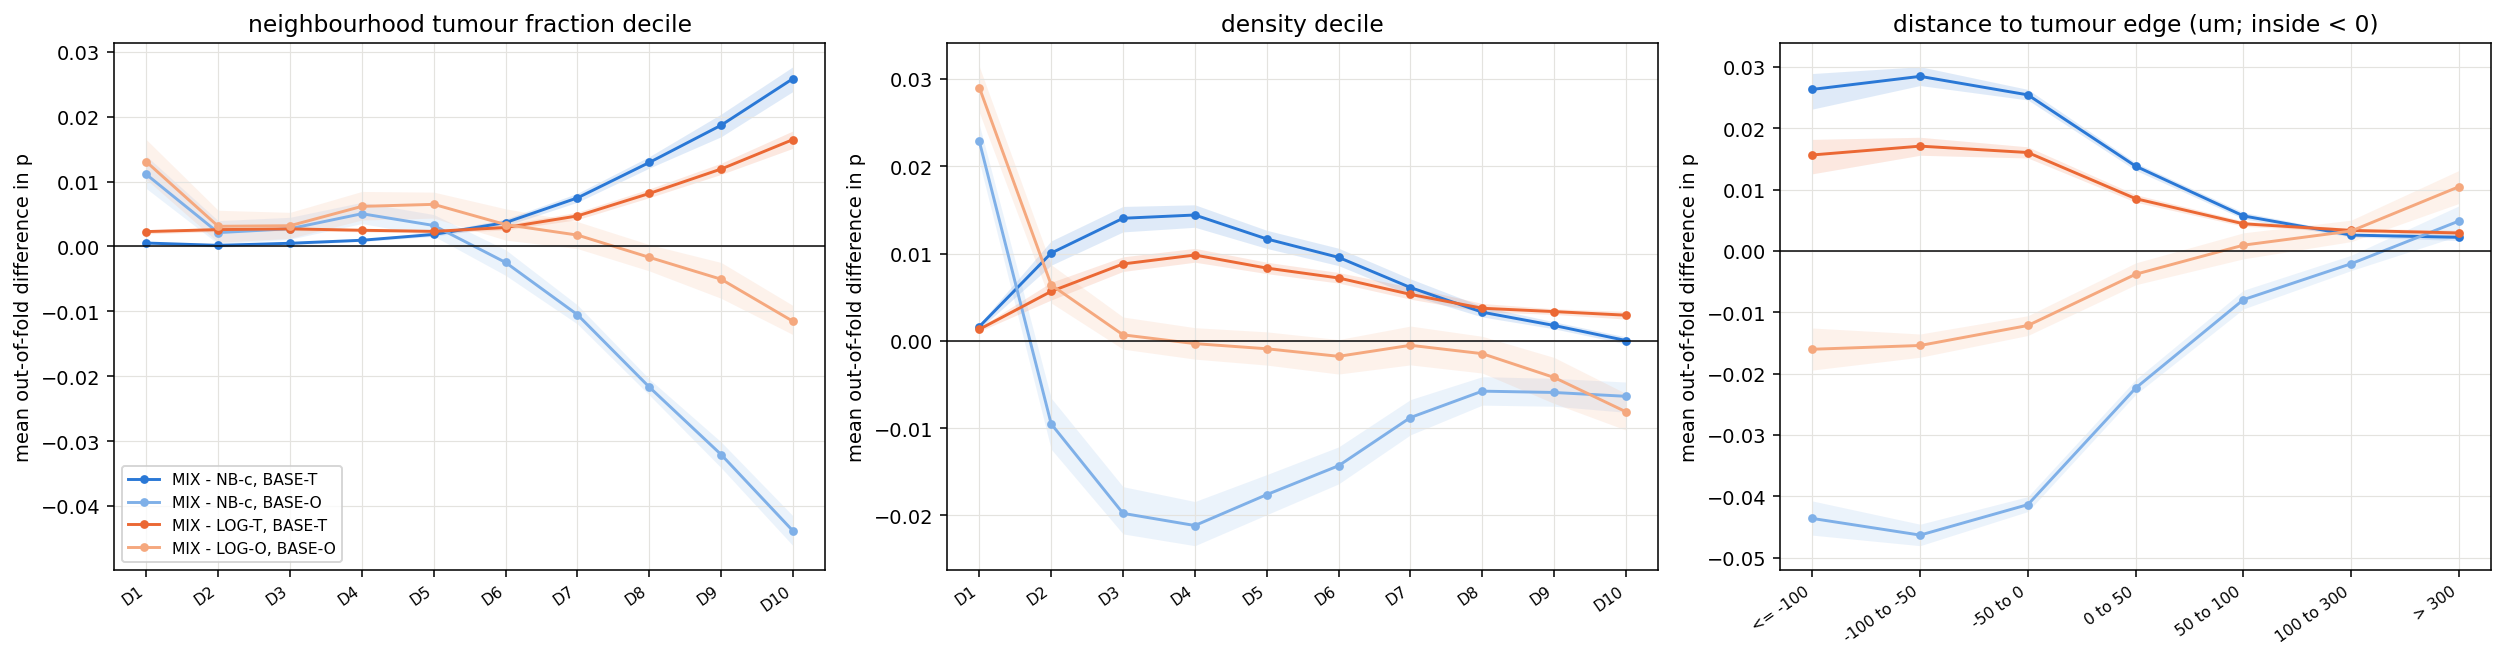 neighbourhood tumour fraction decile
mean out-of-fold difference in p
0.03
0.02
0.01
0.00
−0.01
−0.02
−0.03
−0.04
MIX - NB-c, BASE-T
MIX - NB-c, BASE-O
MIX - LOG-T, BASE-T
MIX - LOG-O, BASE-O
D1 D2 D3 D4 D5 D6 D7 D8 D9 D10
density decile
mean out-of-fold difference in p
0.03
0.02
0.01
0.00
−0.01
−0.02
D1 D2 D3 D4 D5 D6 D7 D8 D9 D10
distance to tumour edge (um; inside < 0)
mean out-of-fold difference in p
0.03
0.02
0.01
0.00
−0.01
−0.02
−0.03
−0.04
−0.05
<= -100 -100 to -50 -50 to 0 0 to 50 50 to 100 100 to 300 > 300